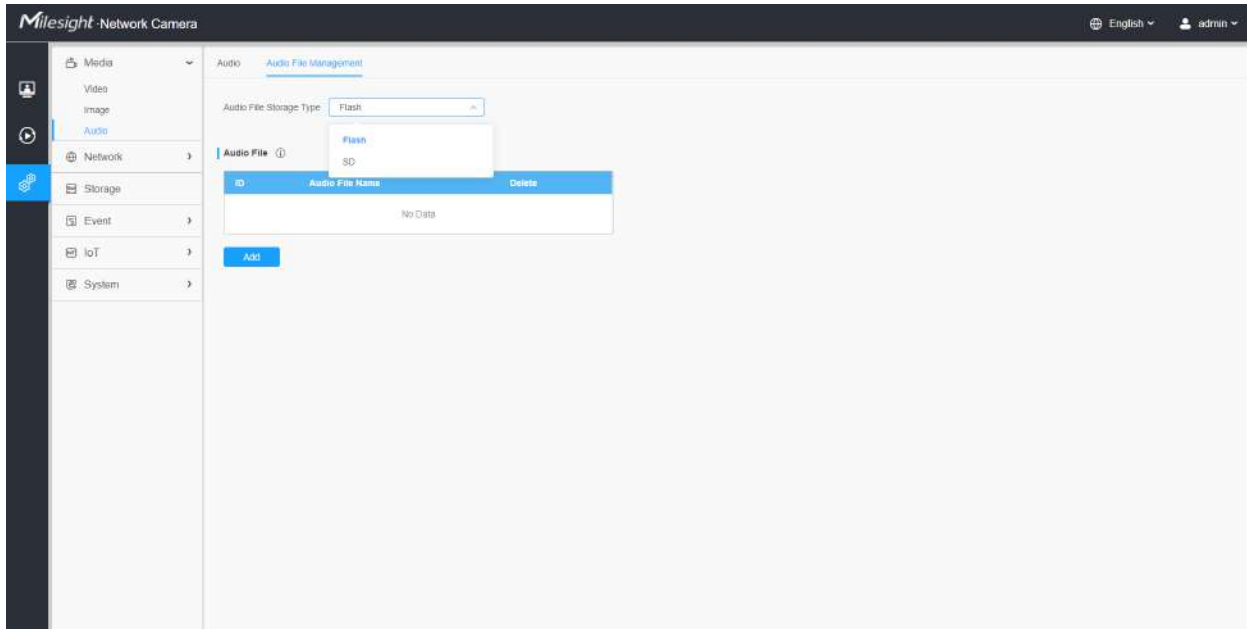 Milesight - Network Camera
English
admin
Media
Video
Image
Audio
Network
Storage
Event
IoT
System
Audio
Audio File Management
Audio File Storage Type
Flash
Flash
SD
Audio File
ID
Audio File Name
Delete
No Data
Add